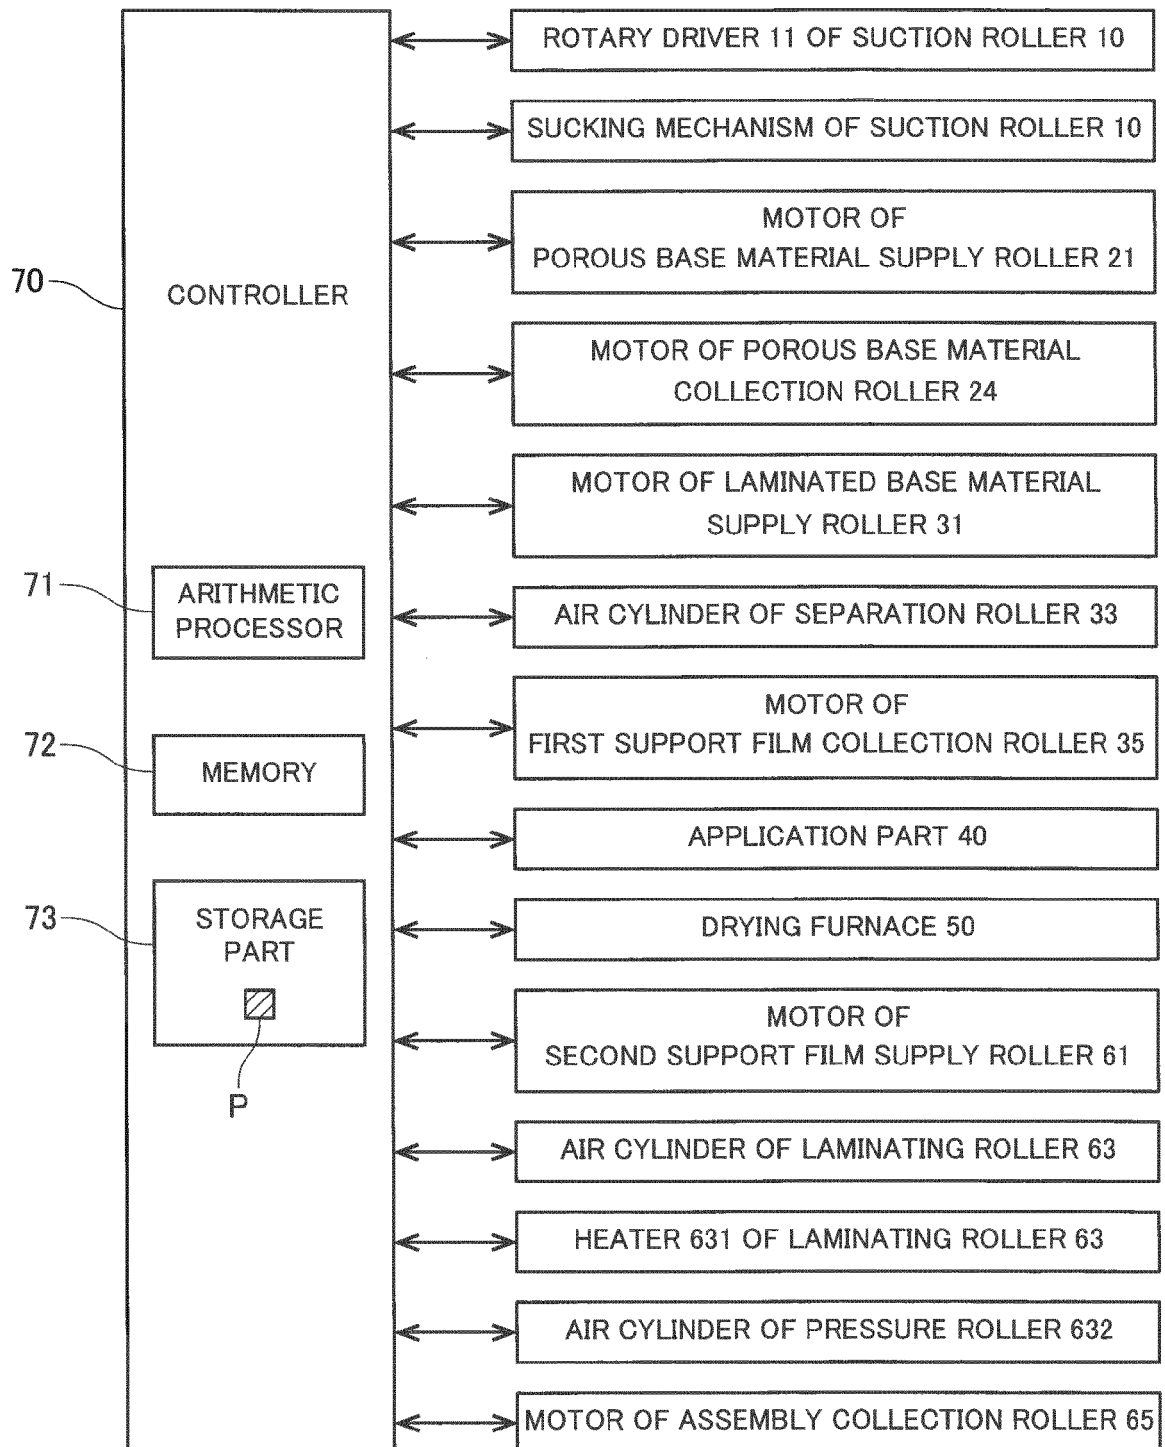 70
CONTROLLER
71
ARITHMETIC
PROCESSOR
72
MEMORY
73
STORAGE
PART
P
ROTARY DRIVER 11 OF SUCTION ROLLER 10
SUCKING MECHANISM OF SUCTION ROLLER 10
MOTOR OF
POROUS BASE MATERIAL SUPPLY ROLLER 21
MOTOR OF POROUS BASE MATERIAL
COLLECTION ROLLER 24
MOTOR OF LAMINATED BASE MATERIAL
SUPPLY ROLLER 31
AIR CYLINDER OF SEPARATION ROLLER 33
MOTOR OF
FIRST SUPPORT FILM COLLECTION ROLLER 35
APPLICATION PART 40
DRYING FURNACE 50
MOTOR OF
SECOND SUPPORT FILM SUPPLY ROLLER 61
AIR CYLINDER OF LAMINATING ROLLER 63
HEATER 631 OF LAMINATING ROLLER 63
AIR CYLINDER OF PRESSURE ROLLER 632
MOTOR OF ASSEMBLY COLLECTION ROLLER 65